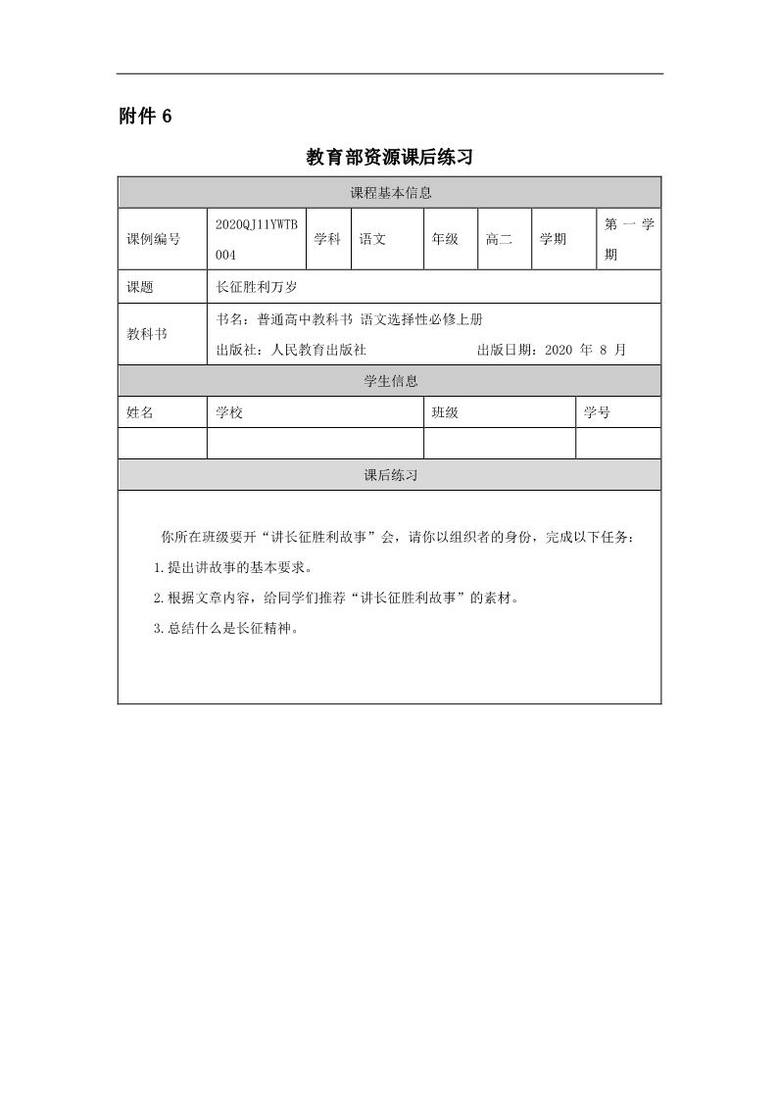 附件 6
教育部资源课后练习
课程基本信息
课例编号 2020QJ11YWTB004 学科 语文 年级 高二 学期 第一学期
课题 长征胜利万岁
教科书 书名：普通高中教科书 语文选择性必修上册
出版社：人民教育出版社 出版日期：2020 年 8 月
学生信息
姓名 学校 班级 学号
课后练习
你所在班级要开“讲长征胜利故事”会，请你以组织者的身份，完成以下任务：
1.提出讲故事的基本要求。
2.根据文章内容，给同学们推荐“讲长征胜利故事”的素材。
3.总结什么是长征精神。